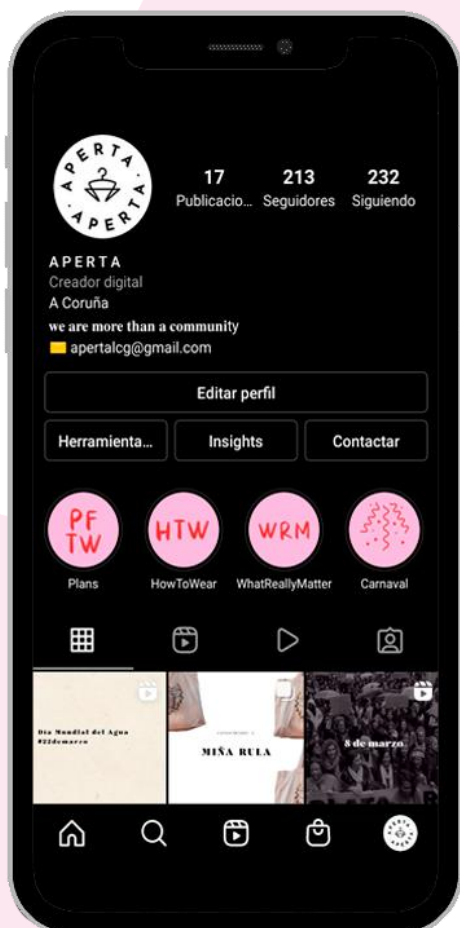 APERTA · APERTA ·
17 213 232
Publicacio... Seguidores Siguiendo
APERTA
Creador digital
A Coruña
we are more than a community
apertalcg@gmail.com
Editar perfil
Herramienta... Insights Contactar
PF HTW WRM
TW
Plans HowToWear WhatReallyMatter Carnaval
Día Mundial del Agua
#22demarzo
MIÑA RULA
8 de marzo